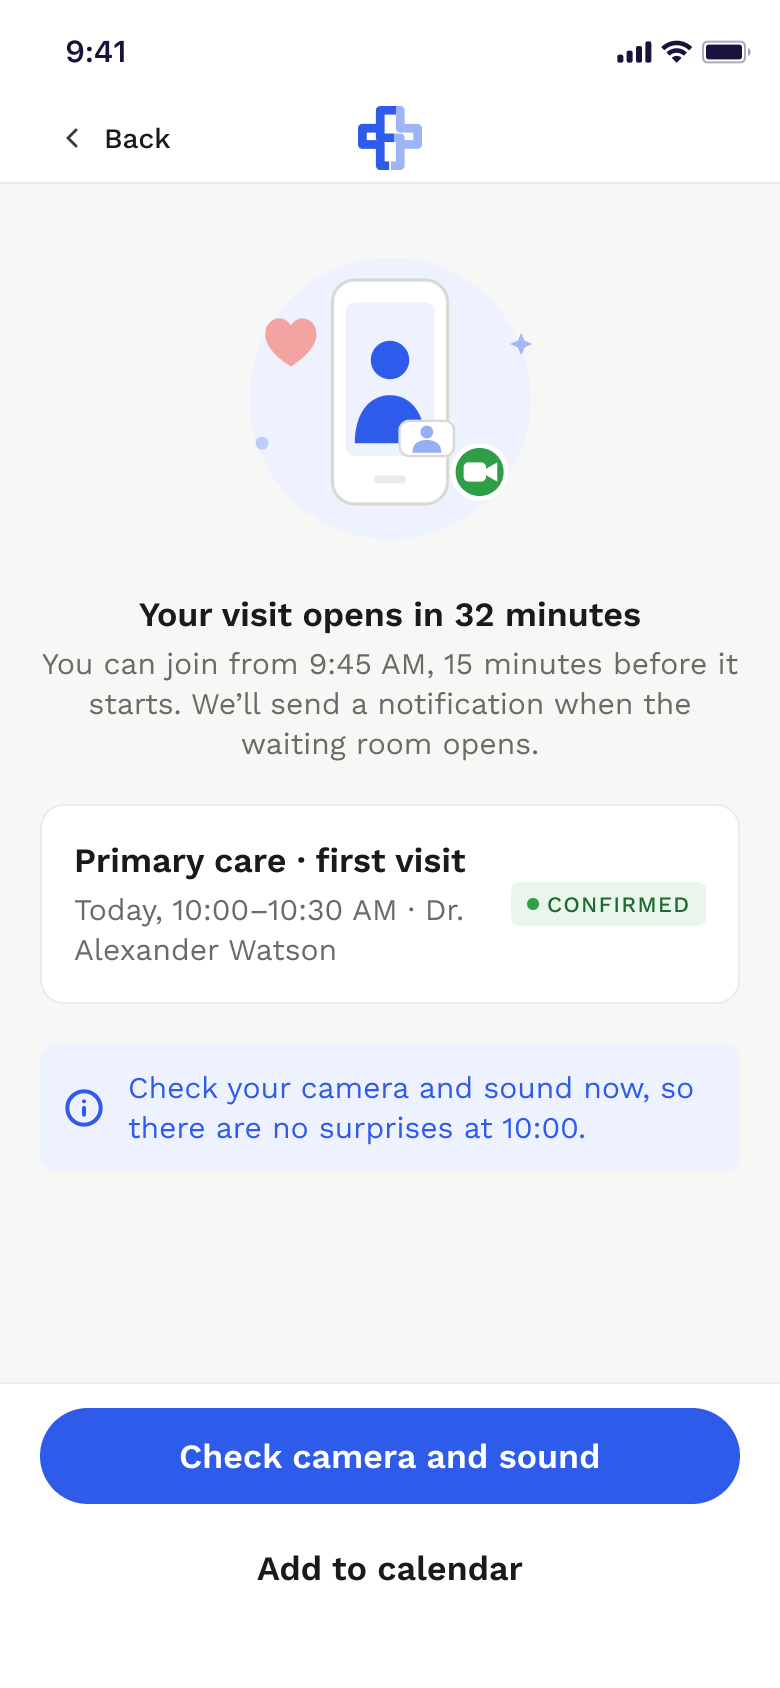 9:41
Back
Your visit opens in 32 minutes
You can join from 9:45 AM, 15 minutes before it
starts. We’ll send a notification when the
waiting room opens.
Primary care · first visit
Today, 10:00–10:30 AM · Dr.
Alexander Watson
CONFIRMED
Check your camera and sound now, so
there are no surprises at 10:00.
Check camera and sound
Add to calendar